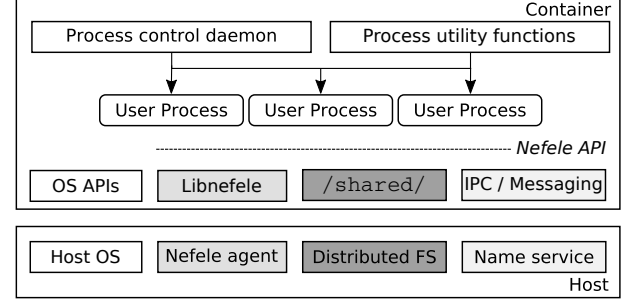 Container
Process control daemon
Process utility functions
User Process
User Process
User Process
Nefele API
OS APIs
Libnefele
/shared/
IPC / Messaging
Host OS
Nefele agent
Distributed FS
Name service
Host